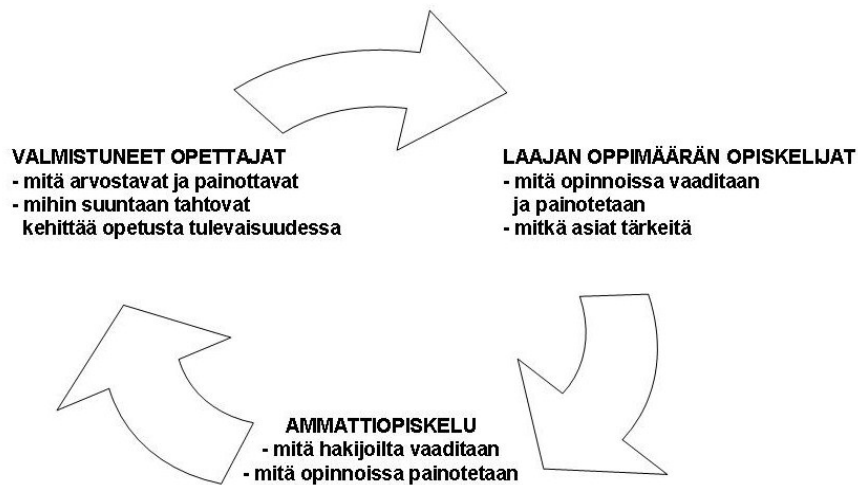 VALMISTUNEET OPETTAJAT
- mitä arvostavat ja painottavat
- mihin suuntaan tahtovat
kehittää opetusta tulevaisuudessa
LAAJAN OPPIMÄÄRÄN OPISKELIJAT
- mitä opinnoissa vaaditaan
ja painotetaan
- mitkä asiat tärkeitä
AMMATTIOPISKELU
- mitä hakijoilta vaaditaan
- mitä opinnoissa painotetaan